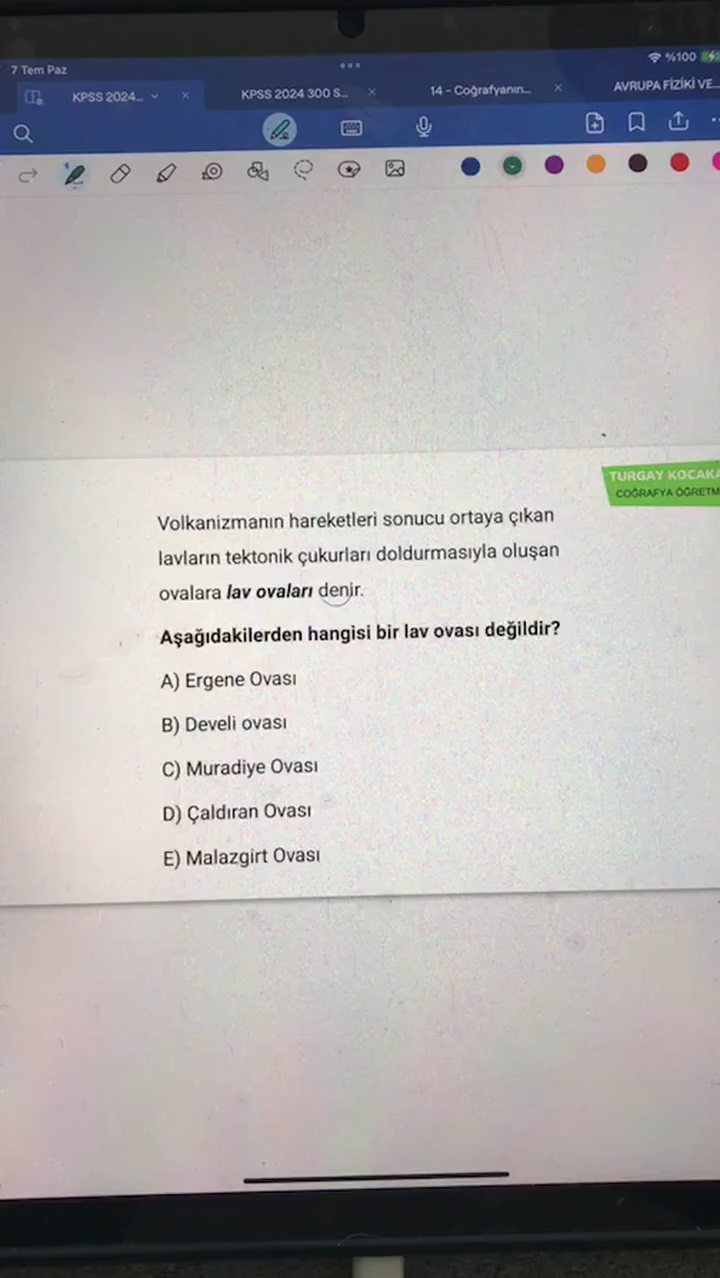 7 Tem Paz
%100
KPSS 2024...
KPSS 2024 300 S...
14 - Coğrafyanın...
AVRUPA FİZİKİ VE...
TURGAY KOCAKA
COĞRAFYA ÖĞRETM
Volkanizmanın hareketleri sonucu ortaya çıkan
lavların tektonik çukurları doldurmasıyla oluşan
ovalara lav ovaları denir.
Aşağıdakilerden hangisi bir lav ovası değildir?
A) Ergene Ovası
B) Develi ovası
C) Muradiye Ovası
D) Çaldıran Ovası
E) Malazgirt Ovası